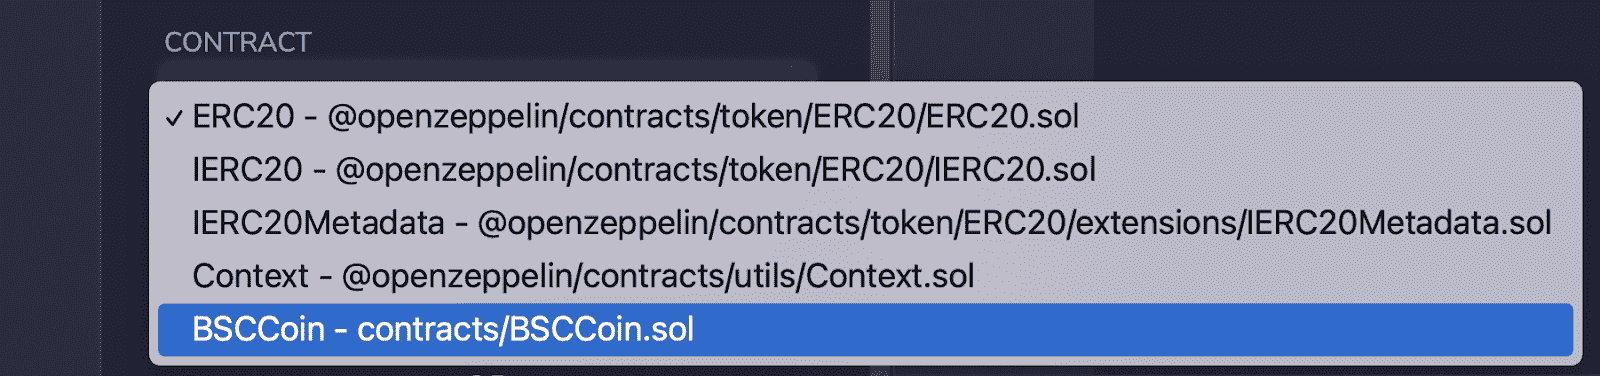 CONTRACT
✓ ERC20 - @openzeppelin/contracts/token/ERC20/ERC20.sol
IERC20 - @openzeppelin/contracts/token/ERC20/IERC20.sol
IERC20Metadata - @openzeppelin/contracts/token/ERC20/extensions/IERC20Metadata.sol
Context - @openzeppelin/contracts/utils/Context.sol
BSCCoin - contracts/BSCCoin.sol